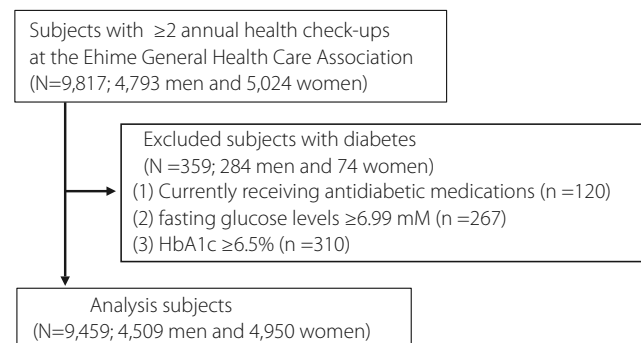 Subjects with ≥2 annual health check-ups
at the Ehime General Health Care Association
(N=9,817; 4,793 men and 5,024 women)
Excluded subjects with diabetes
(N =359; 284 men and 74 women)
(1) Currently receiving antidiabetic medications (n =120)
(2) fasting glucose levels ≥6.99 mM (n =267)
(3) HbA1c ≥6.5% (n =310)
Analysis subjects
(N=9,459; 4,509 men and 4,950 women)